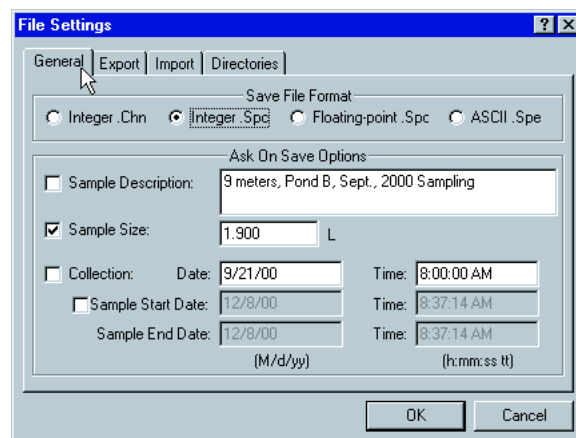 File Settings
General Export Import Directories
Save File Format
Integer .Chn Integer .Spc Floating-point .Spc ASCII .Spe
Ask On Save Options
Sample Description: 9 meters, Pond B, Sept., 2000 Sampling
Sample Size: 1.900 L
Collection: Date: 9/21/00 Time: 8:00:00 AM
Sample Start Date: 12/8/00 Time: 8:37:14 AM
Sample End Date: 12/8/00 Time: 8:37:14 AM
(M/d/yy) (h:mm:ss tt)
OK Cancel